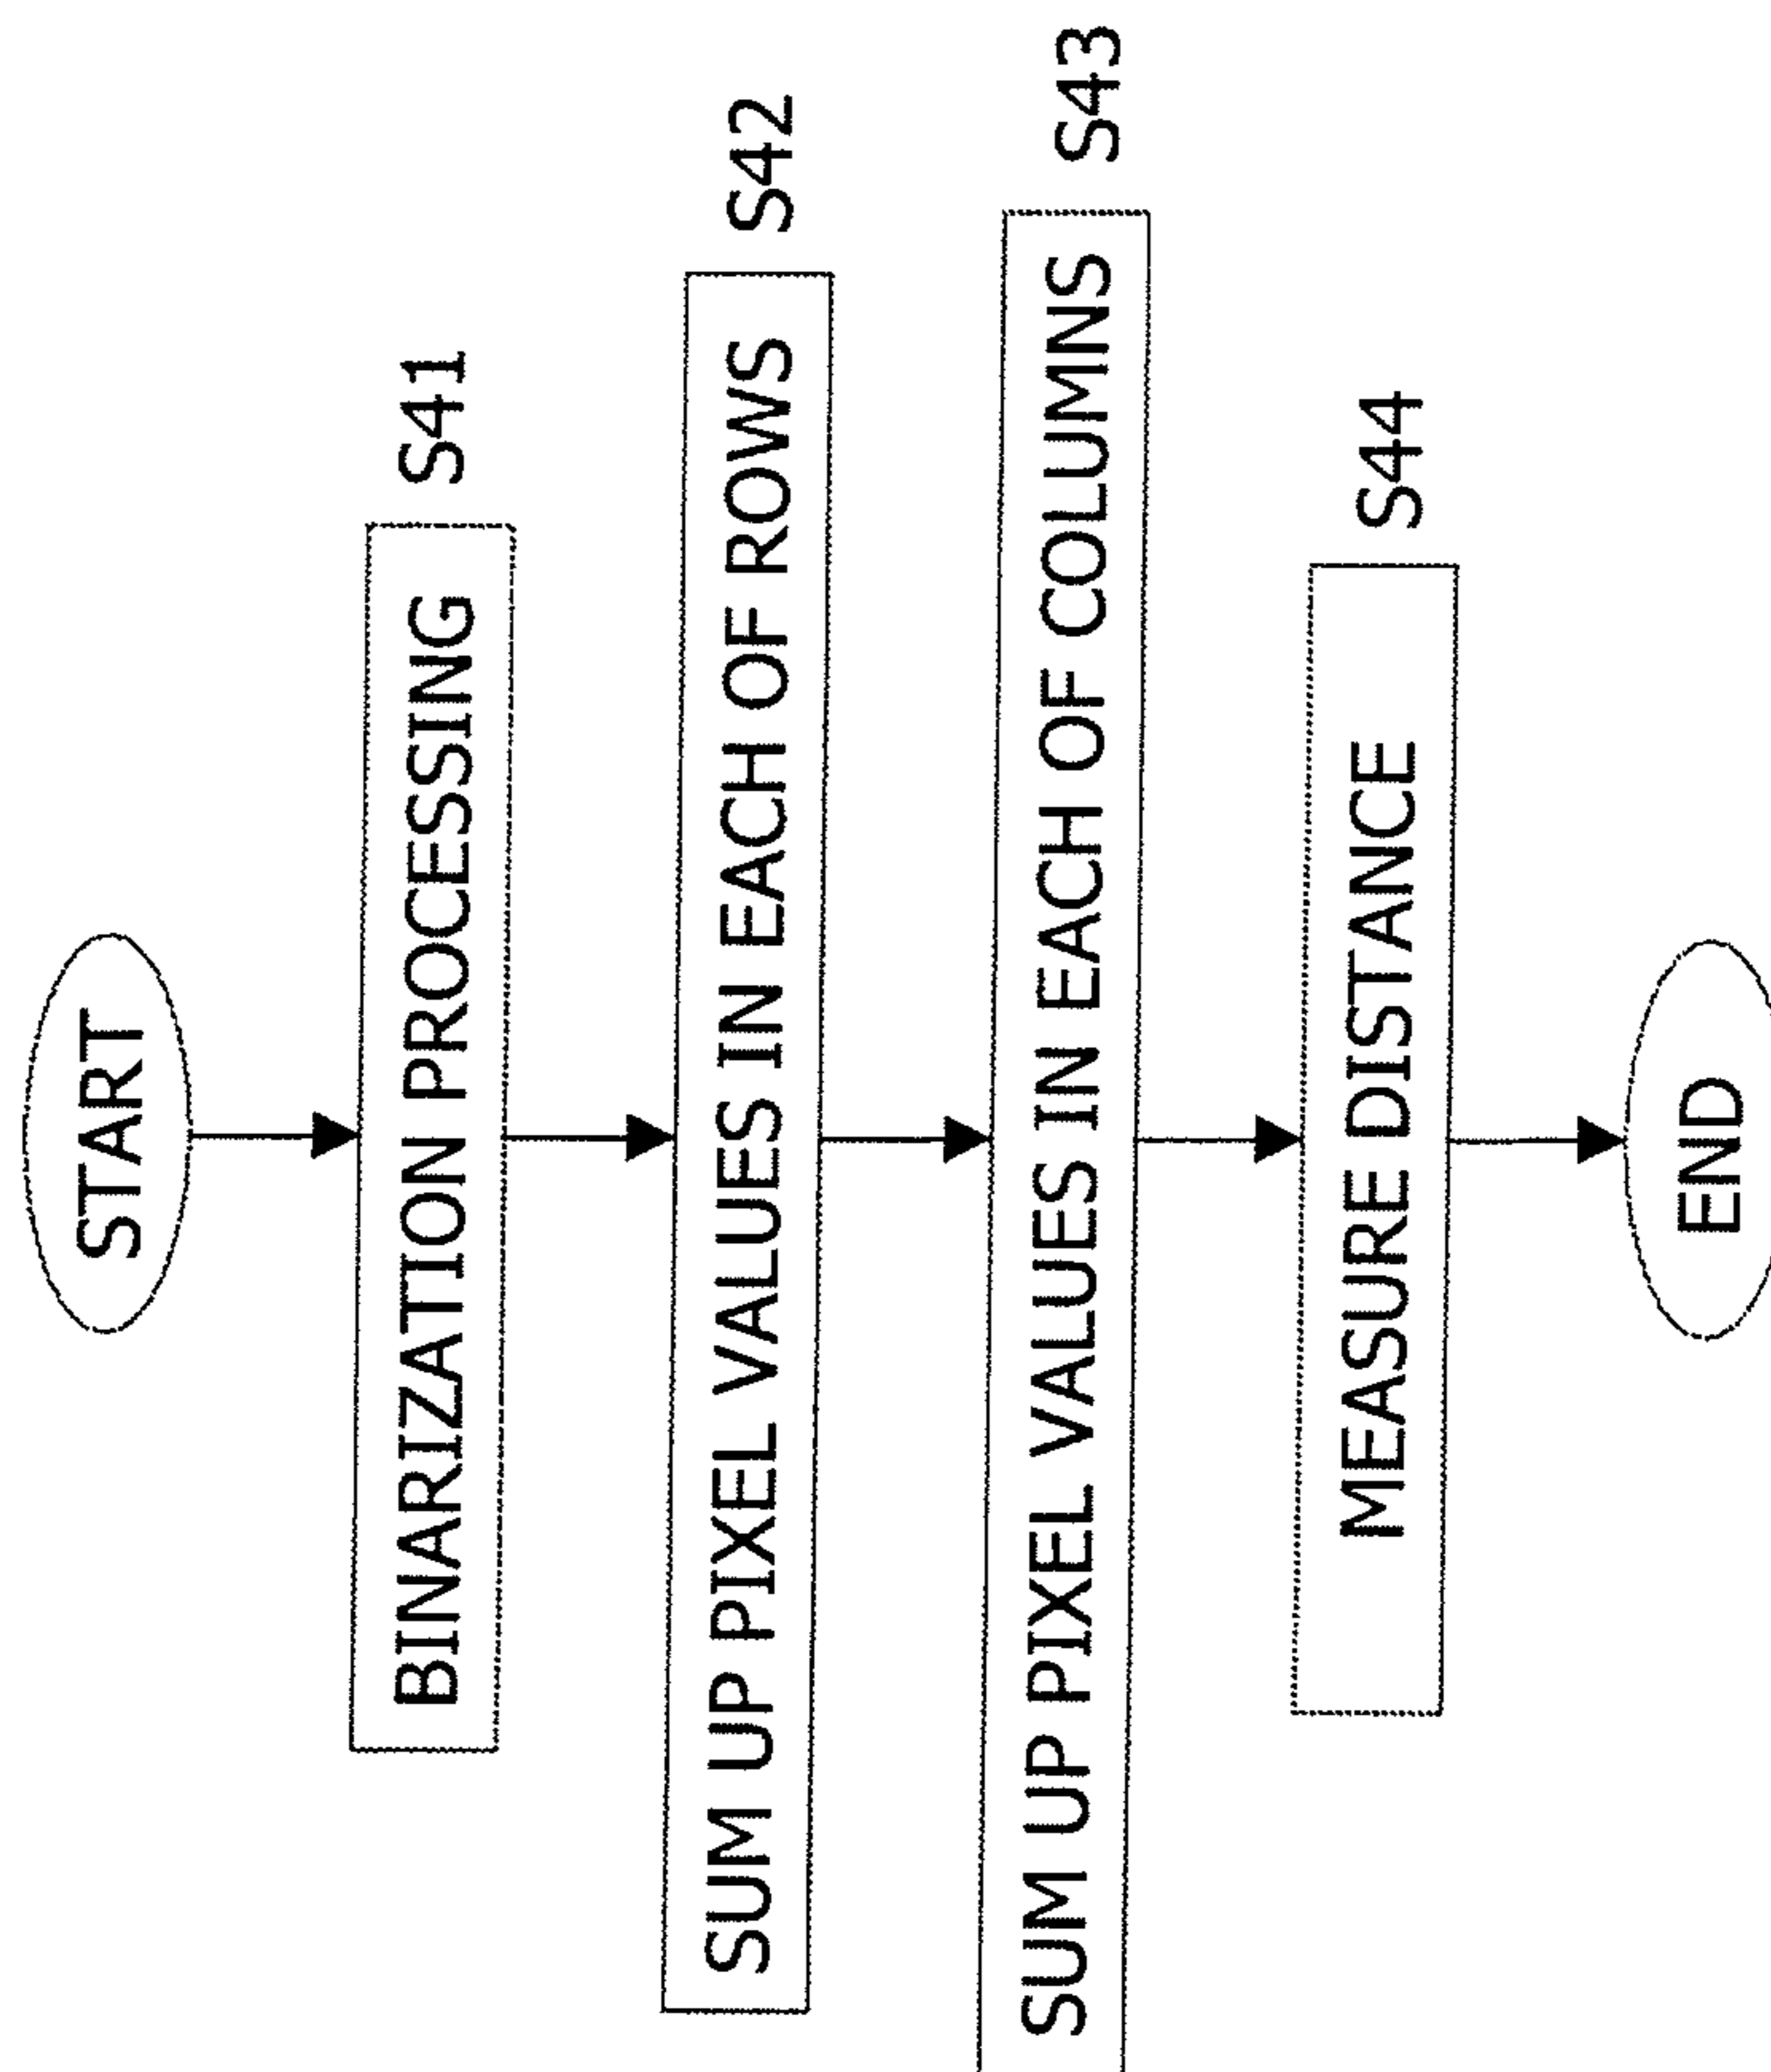 START
BINARIZATION PROCESSING S41
SUM UP PIXEL VALUES IN EACH OF ROWS S42
SUM UP PIXEL VALUES IN EACH OF COLUMNS S43
MEASURE DISTANCE S44
END